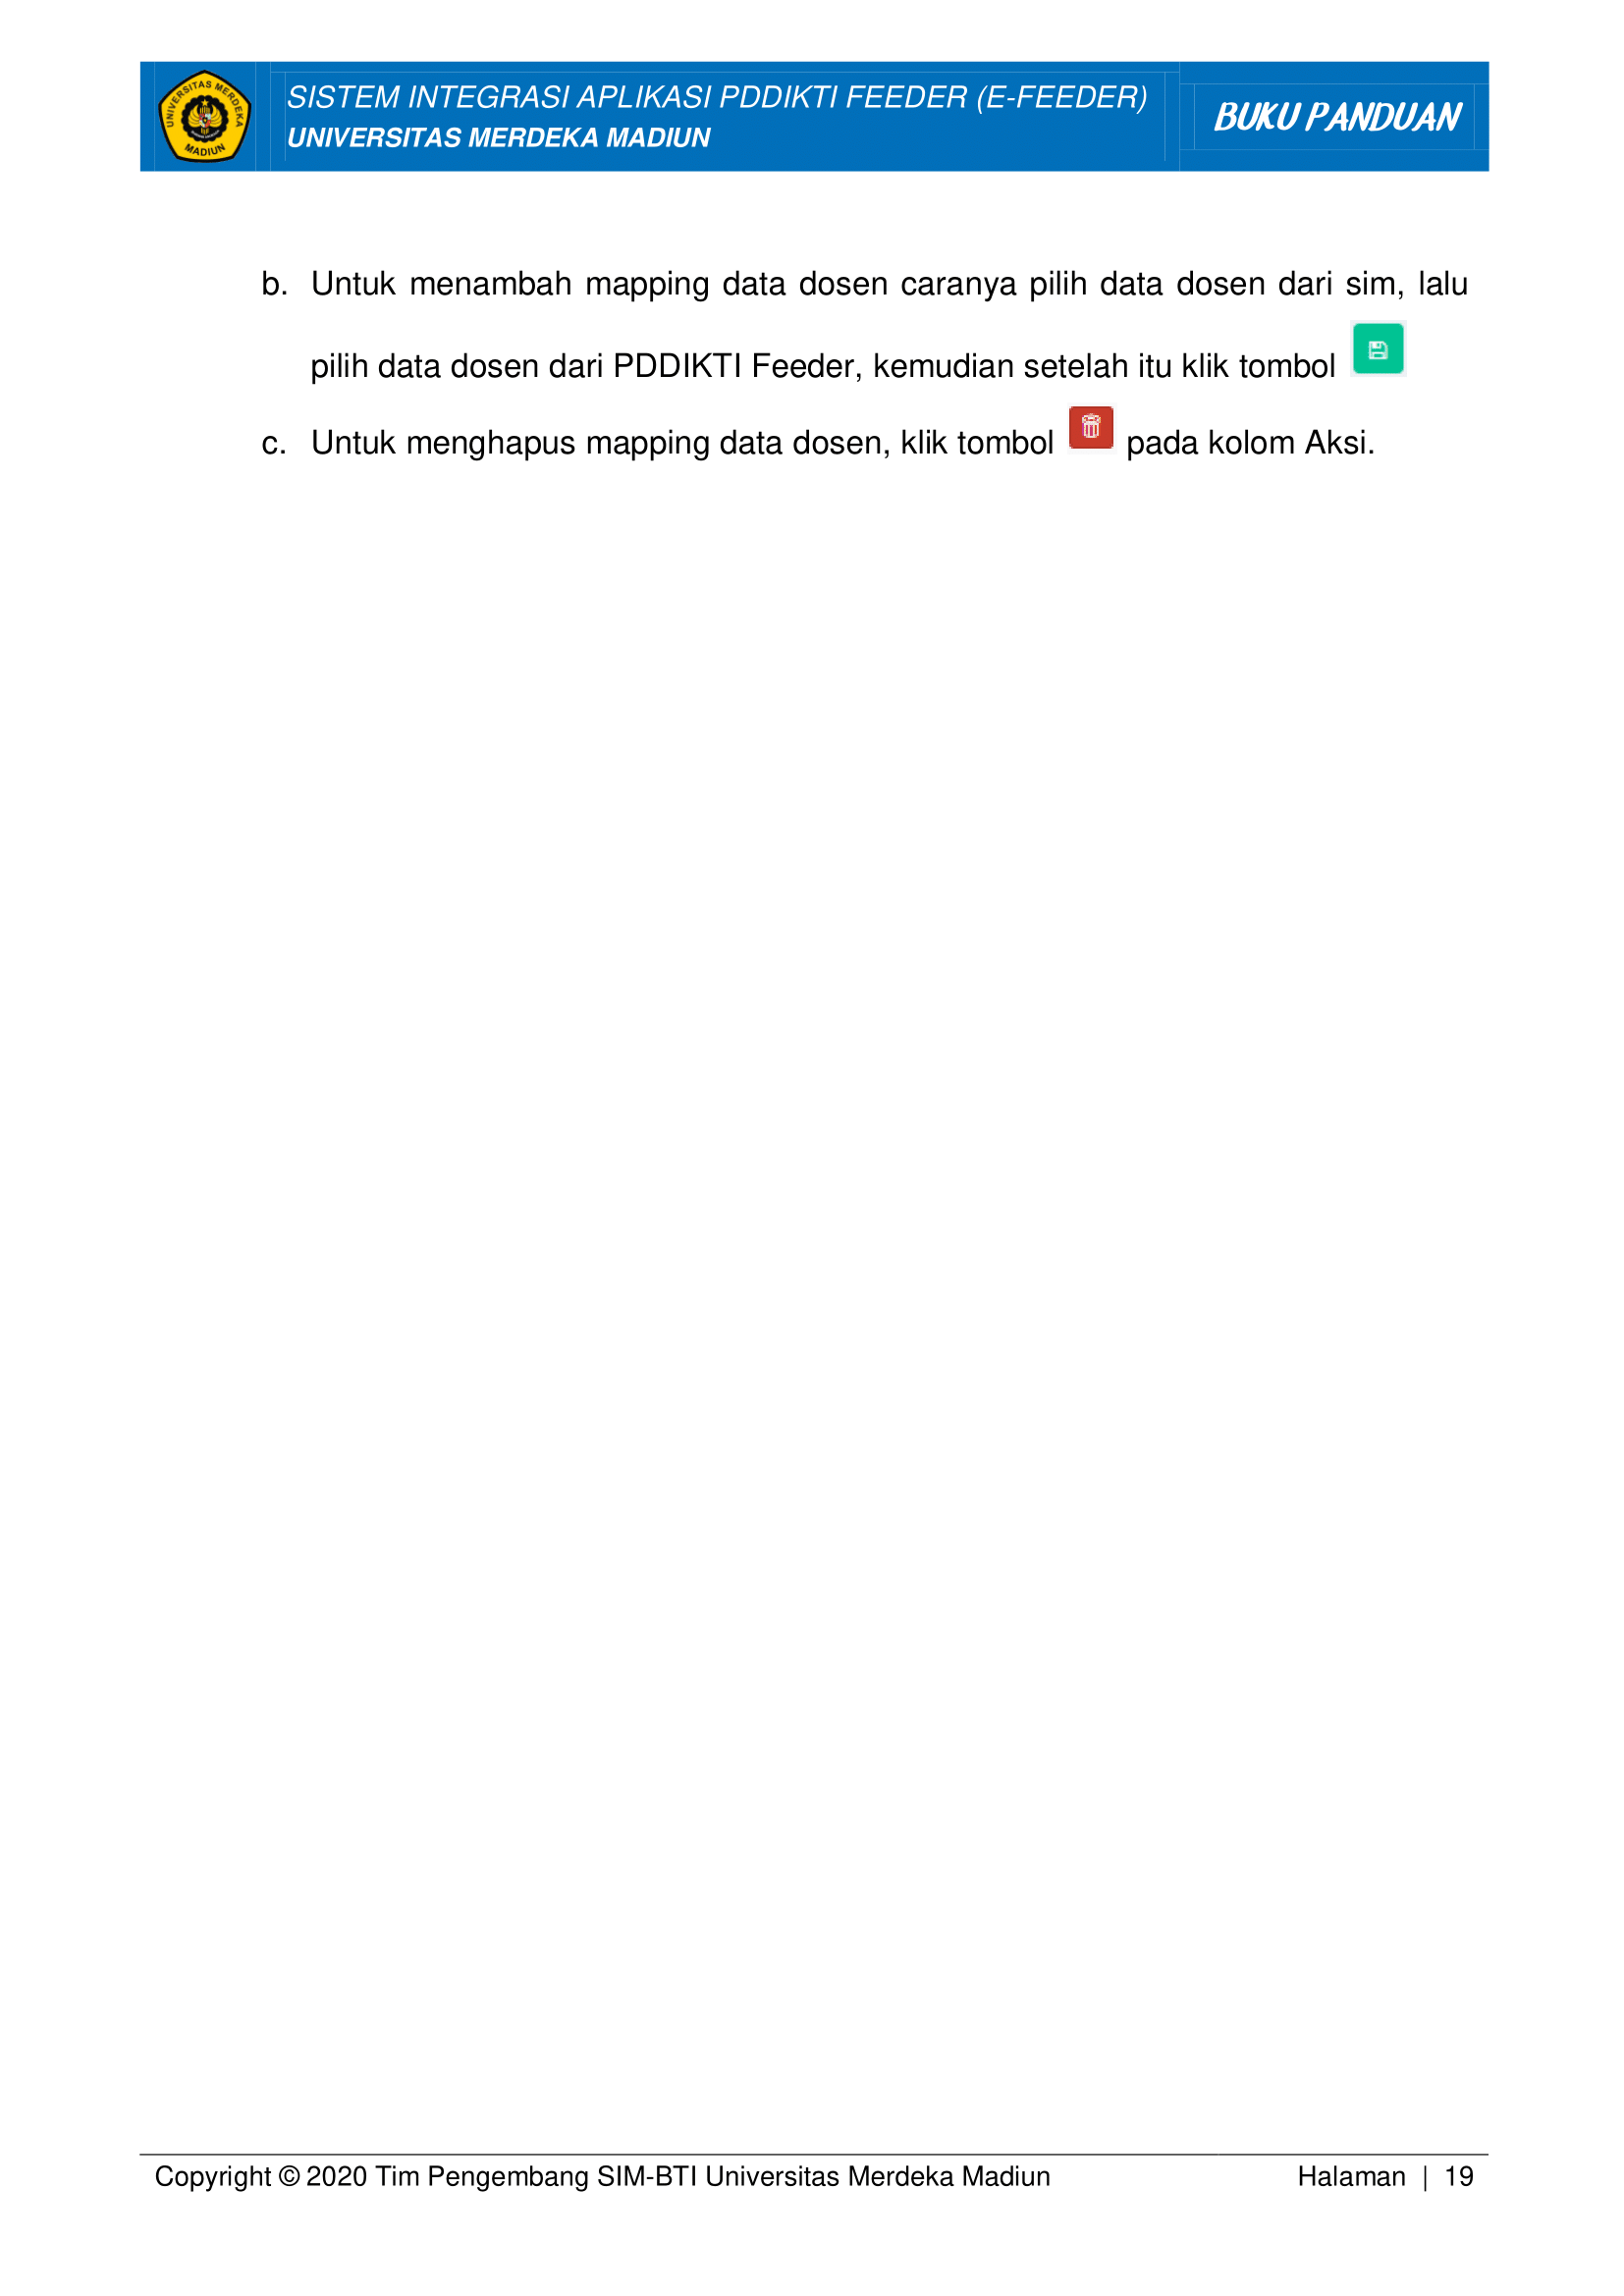 UNIVERSITAS MERDEKA
MADIUN
SISTEM INTEGRASI APLIKASI PDDIKTI FEEDER (E-FEEDER)
UNIVERSITAS MERDEKA MADIUN
BUKU PANDUAN
b. Untuk menambah mapping data dosen caranya pilih data dosen dari sim, lalu
pilih data dosen dari PDDIKTI Feeder, kemudian setelah itu klik tombol
c. Untuk menghapus mapping data dosen, klik tombol pada kolom Aksi.
Copyright © 2020 Tim Pengembang SIM-BTI Universitas Merdeka Madiun
Halaman | 19